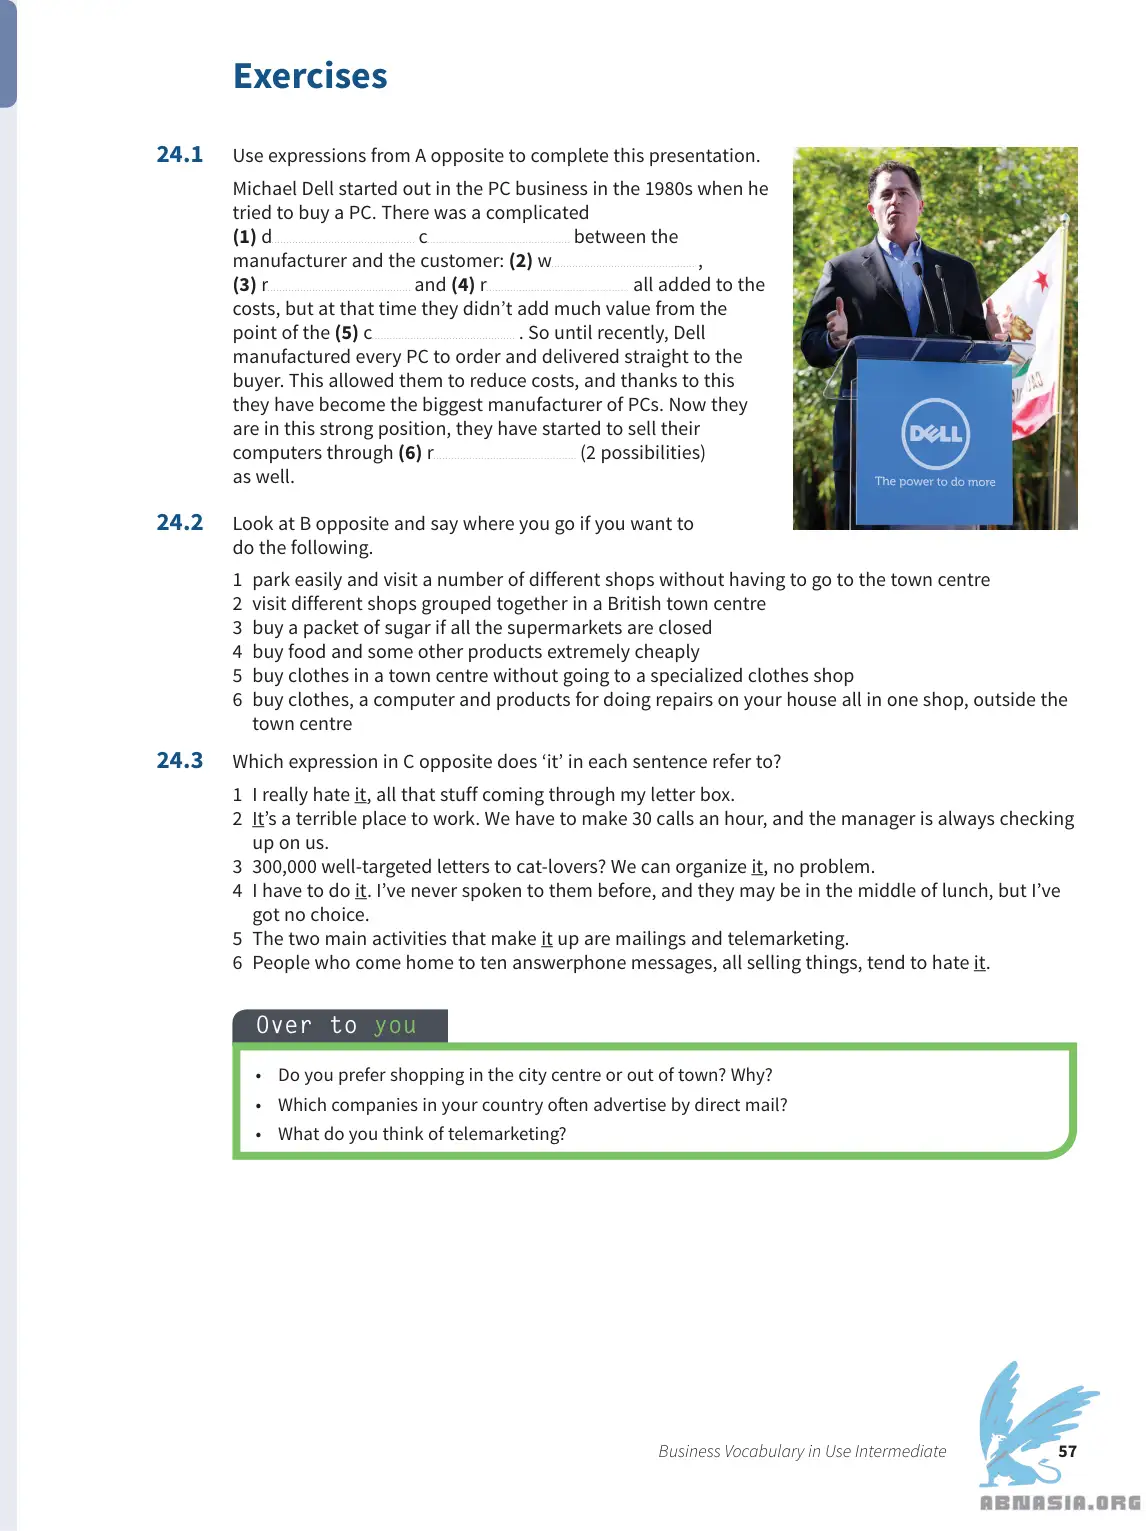 Exercises
24.1 Use expressions from A opposite to complete this presentation.
Michael Dell started out in the PC business in the 1980s when he
tried to buy a PC. There was a complicated
(1) d.................... c.................... between the
manufacturer and the customer: (2) w.................... ,
(3) r.................... and (4) r.................... all added to the
costs, but at that time they didn’t add much value from the
point of the (5) c.................... . So until recently, Dell
manufactured every PC to order and delivered straight to the
buyer. This allowed them to reduce costs, and thanks to this
they have become the biggest manufacturer of PCs. Now they
are in this strong position, they have started to sell their
computers through (6) r.................... (2 possibilities)
as well.
DELL
The power to do more
24.2 Look at B opposite and say where you go if you want to
do the following.
1 park easily and visit a number of different shops without having to go to the town centre
2 visit different shops grouped together in a British town centre
3 buy a packet of sugar if all the supermarkets are closed
4 buy food and some other products extremely cheaply
5 buy clothes in a town centre without going to a specialized clothes shop
6 buy clothes, a computer and products for doing repairs on your house all in one shop, outside the
town centre
24.3 Which expression in C opposite does ‘it’ in each sentence refer to?
1 I really hate it, all that stuff coming through my letter box.
2 It’s a terrible place to work. We have to make 30 calls an hour, and the manager is always checking
up on us.
3 300,000 well-targeted letters to cat-lovers? We can organize it, no problem.
4 I have to do it. I’ve never spoken to them before, and they may be in the middle of lunch, but I’ve
got no choice.
5 The two main activities that make it up are mailings and telemarketing.
6 People who come home to ten answerphone messages, all selling things, tend to hate it.
Over to you
• Do you prefer shopping in the city centre or out of town? Why?
• Which companies in your country often advertise by direct mail?
• What do you think of telemarketing?
Business Vocabulary in Use Intermediate 57
ABNASIA.ORG